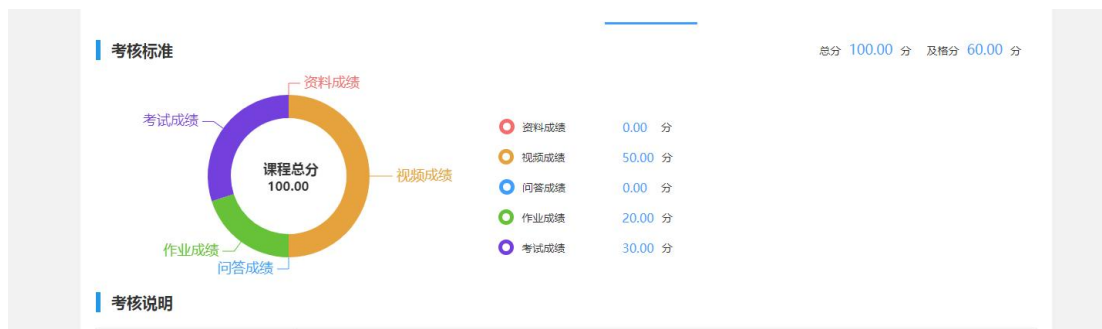 考核标准
总分 100.00 分 及格分 60.00 分
资料成绩
考试成绩
课程总分
100.00
视频成绩
作业成绩
问答成绩
资料成绩 0.00 分
视频成绩 50.00 分
问答成绩 0.00 分
作业成绩 20.00 分
考试成绩 30.00 分
考核说明